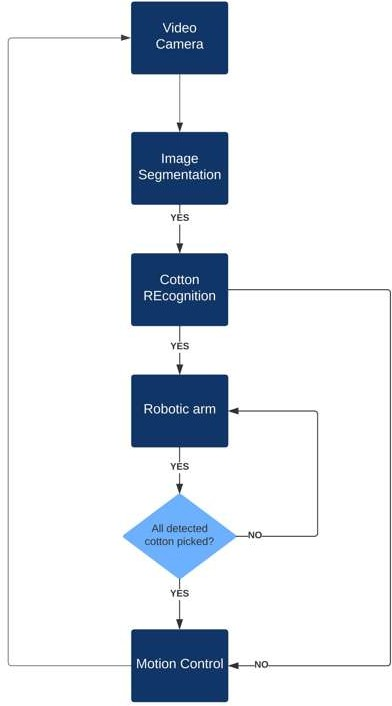 Video
Camera
Image
Segmentation
YES
Cotton
REcognition
YES
Robotic arm
YES
All detected
cotton picked?
NO
YES
Motion Control
NO